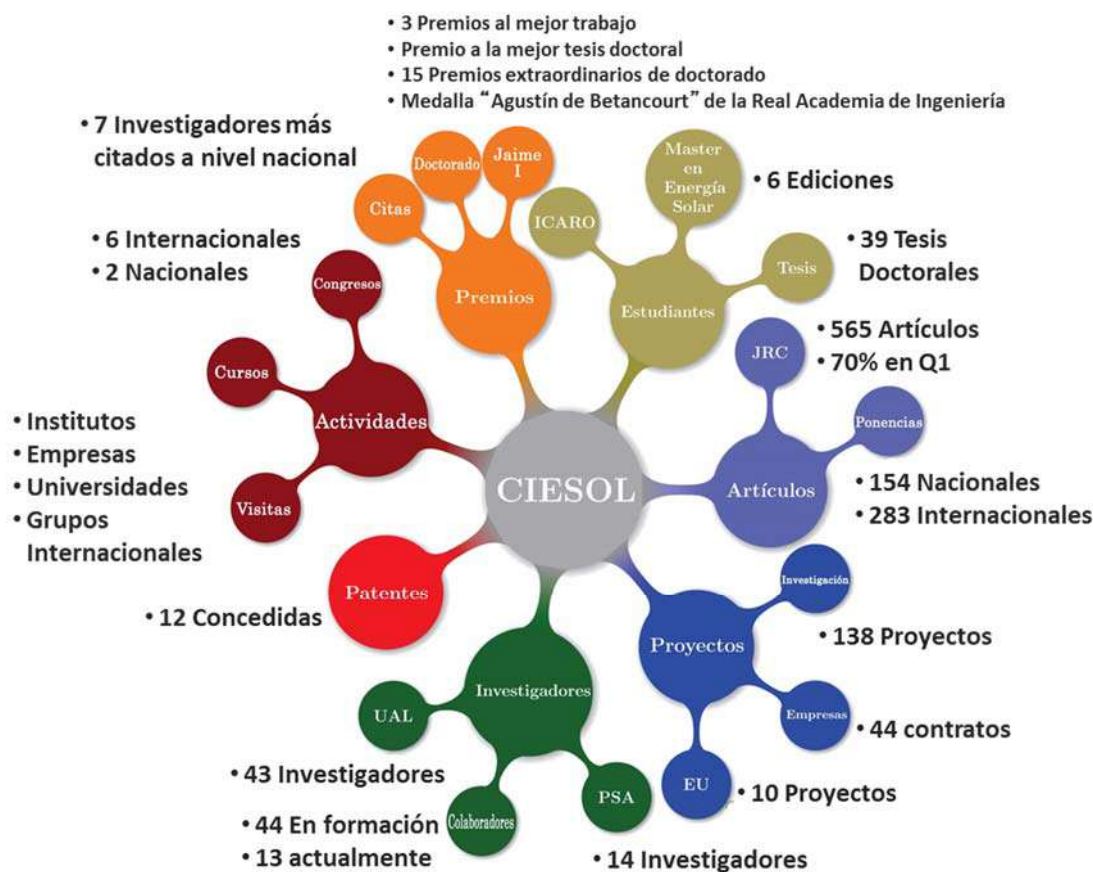 • 3 Premios al mejor trabajo
• Premio a la mejor tesis doctoral
• 15 Premios extraordinarios de doctorado
• Medalla “Agustín de Betancourt” de la Real Academia de Ingeniería
• 7 Investigadores más
citados a nivel nacional
Citas
Doctorado
Jaime
I
Premios
ICARO
Master
en
Energía
Solar
• 6 Ediciones
Tesis
• 39 Tesis
Doctorales
Estudiantes
• 6 Internacionales
• 2 Nacionales
Congresos
Cursos
Actividades
Visitas
• Institutos
• Empresas
• Universidades
• Grupos
Internacionales
JRC
• 565 Artículos
• 70% en Q1
Ponencias
Artículos
• 154 Nacionales
• 283 Internacionales
CIESOL
Patentes
• 12 Concedidas
Investigación
Proyectos
• 138 Proyectos
Empresas
• 44 contratos
EU
• 10 Proyectos
Investigadores
UAL
• 43 Investigadores
Colaboradores
• 44 En formación
• 13 actualmente
PSA
• 14 Investigadores